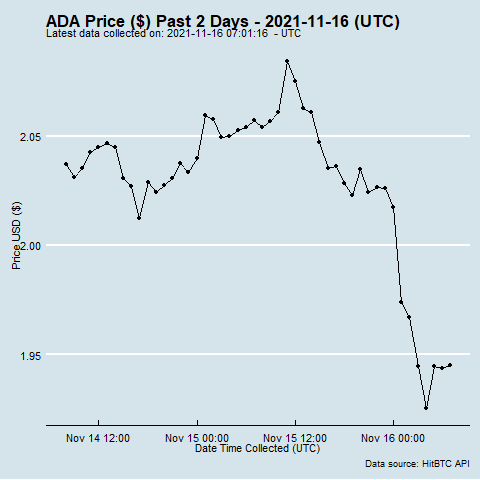 ADA Price ($) Past 2 Days - 2021-11-16 (UTC)
Latest data collected on: 2021-11-16 07:01:16 - UTC
Price USD ($)
2.05
2.00
1.95
Nov 14 12:00
Nov 15 00:00
Nov 15 12:00
Nov 16 00:00
Date Time Collected (UTC)
Data source: HitBTC API